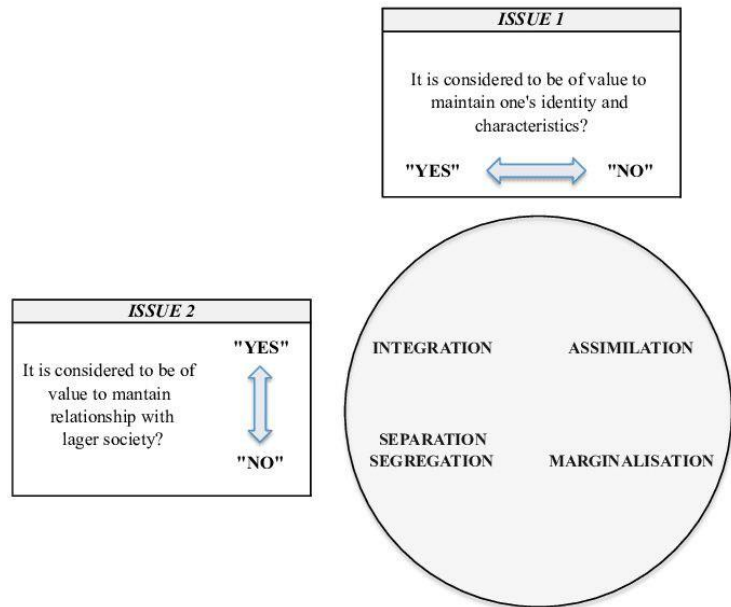 ISSUE 1
It is considered to be of value to
maintain one's identity and
characteristics?
"YES" "NO"
ISSUE 2
"YES"
It is considered to be of
value to mantain
relationship with
lager society?
"NO"
INTEGRATION ASSIMILATION
SEPARATION
SEGREGATION MARGINALISATION